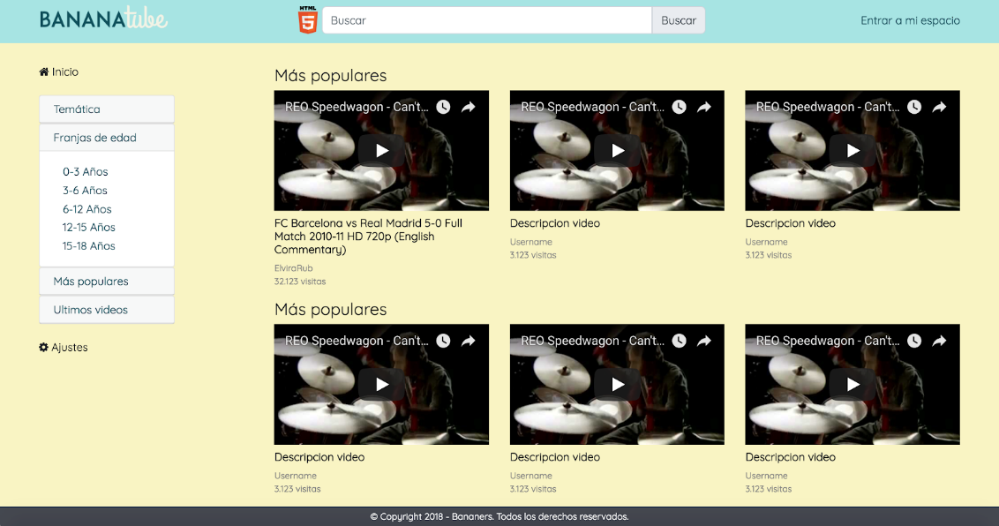 BANANAtube
HTML
5
Buscar
Buscar
Entrar a mi espacio
Inicio
Temática
Franjas de edad
0-3 Años
3-6 Años
6-12 Años
12-15 Años
15-18 Años
Más populares
Ultimos videos
Ajustes
Más populares
REO Speedwagon - Can't...
REO Speedwagon - Can't...
REO Speedwagon - Can't...
FC Barcelona vs Real Madrid 5-0 Full
Match 2010-11 HD 720p (English
Commentary)
ElviraRub
32.123 visitas
Descripcion video
Username
3.123 visitas
Descripcion video
Username
3.123 visitas
Más populares
REO Speedwagon - Can't...
REO Speedwagon - Can't...
REO Speedwagon - Can't...
Descripcion video
Username
3.123 visitas
Descripcion video
Username
3.123 visitas
Descripcion video
Username
3.123 visitas
© Copyright 2018 - Bananers. Todos los derechos reservados.